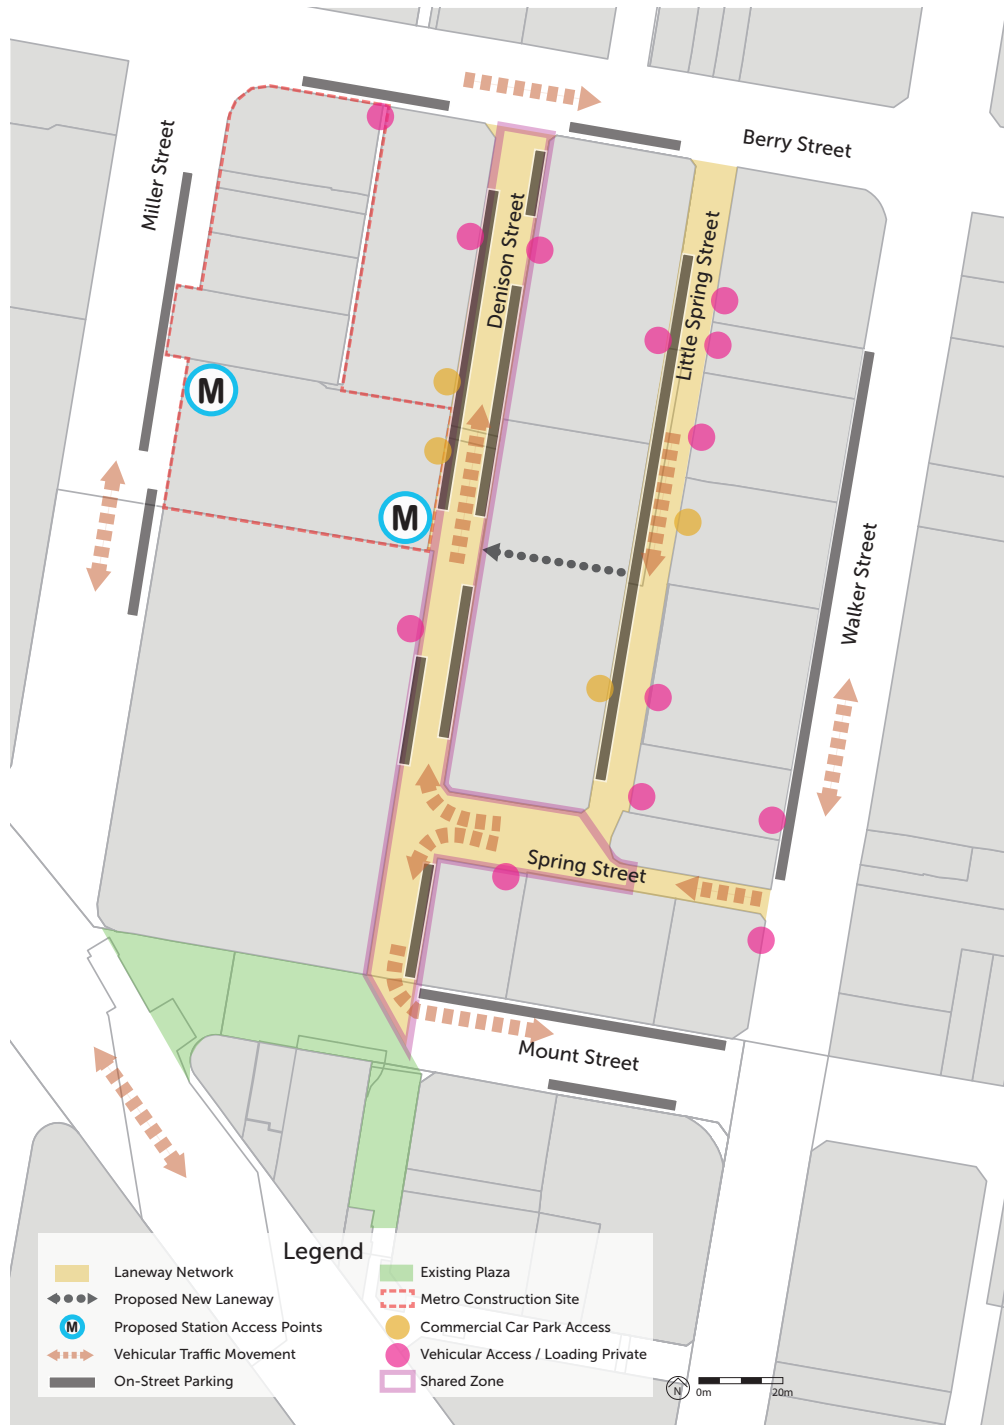 Berry Street
Miller Street
Denison Street
Little Spring Street
M
M
Walker Street
Spring Street
Mount Street
Legend
Laneway Network
Existing Plaza
Proposed New Laneway
Metro Construction Site
M Proposed Station Access Points
Commercial Car Park Access
Vehicular Traffic Movement
Vehicular Access / Loading Private
On-Street Parking
Shared Zone
N
0m 20m